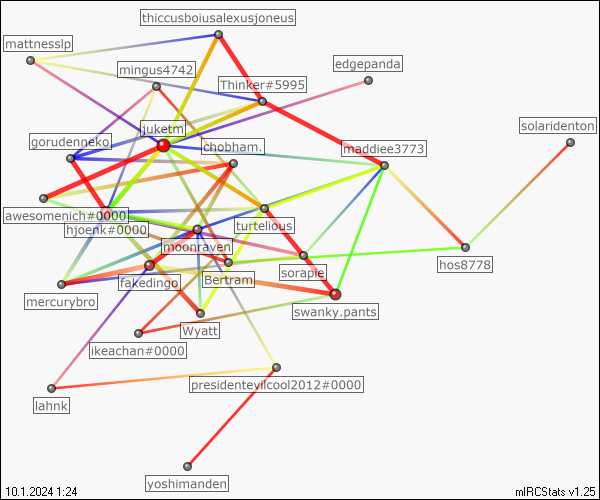 thiccusboiusalexusjoneus
mattnesslp
edgepanda
mingus4742
Thinker#5995
solaridenton
juketm
gorudenneko
chobham.
maddiee3773
awesomenich#0000
hjoenk#0000
turtelious
moonraven
hos8778
sorapie
fakedingo
Bertram
mercurybro
swanky.pants
Wyatt
ikeachan#0000
presidentevilcool2012#0000
lahnk
yoshimanden
10.1.2024 1:24
mIRCStats v1.25